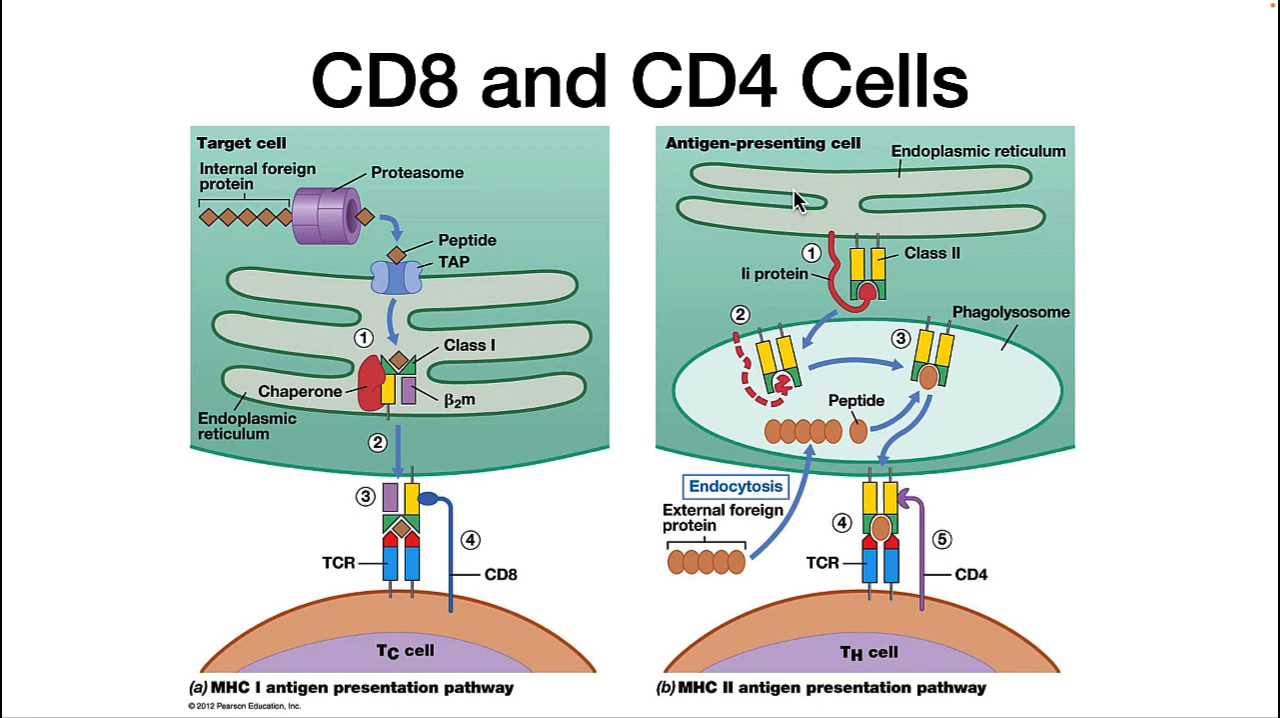 CD8 and CD4 Cells
Target cell
Internal foreign
protein
Proteasome
Peptide
TAP
1
Class I
Chaperone
β2m
Endoplasmic
reticulum
2
3
4
TCR
CD8
TC cell
(a) MHC I antigen presentation pathway
© 2012 Pearson Education, Inc.
Antigen-presenting cell
Endoplasmic reticulum
1
Class II
Ii protein
Phagolysosome
2
3
Peptide
Endocytosis
External foreign
protein
4
5
TCR
CD4
TH cell
(b) MHC II antigen presentation pathway